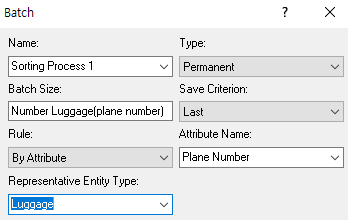 Batch ?
Name: Type:
Sorting Process 1 Permanent
Batch Size: Save Criterion:
Number Luggage(plane number) Last
Rule: Attribute Name:
By Attribute Plane Number
Representative Entity Type:
Luggage